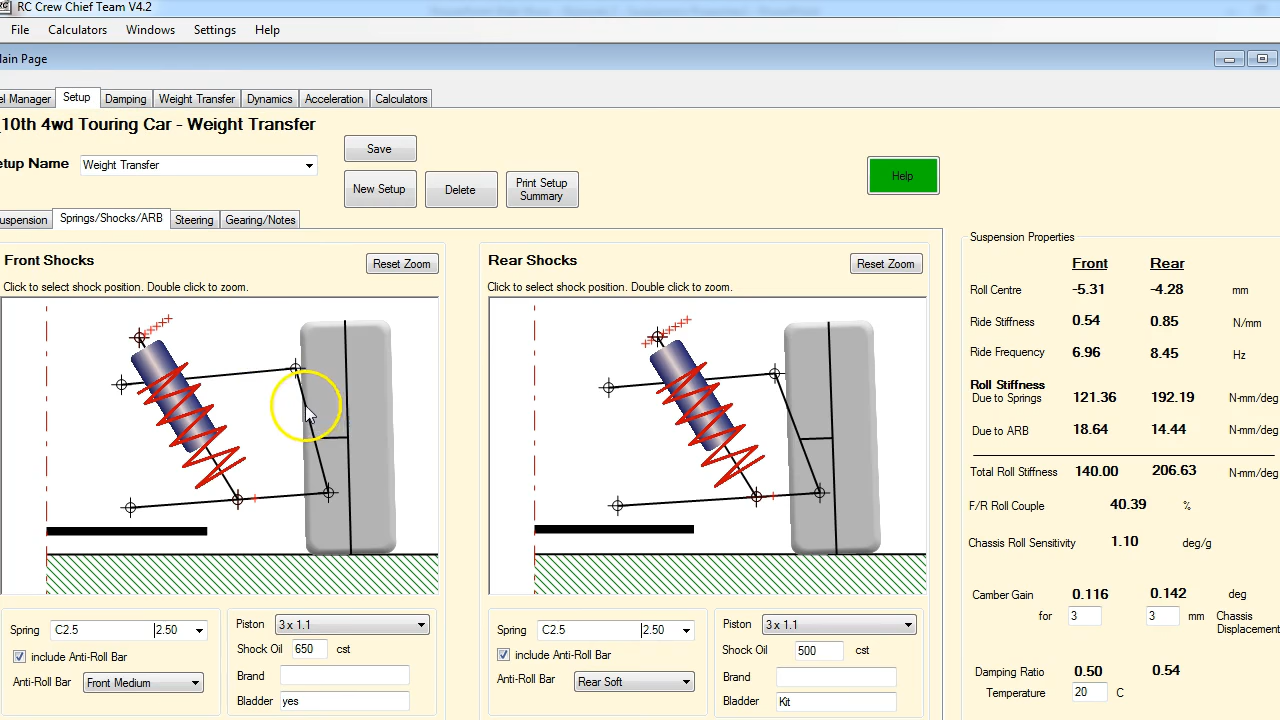 RC Crew Chief Team V4.2
File Calculators Windows Settings Help
ain Page
el Manager Setup Damping Weight Transfer Dynamics Acceleration Calculators
10th 4wd Touring Car - Weight Transfer
Save
etup Name Weight Transfer
Help
New Setup Delete Print Setup
Summary
uspension Springs/Shocks/ARB Steering Gearing/Notes
Front Shocks Reset Zoom
Click to select shock position. Double click to zoom.
Spring C2.5 2.50
include Anti-Roll Bar
Anti-Roll Bar Front Medium
Piston 3 x 1.1
Shock Oil 650 cst
Brand
Bladder yes
Rear Shocks Reset Zoom
Click to select shock position. Double click to zoom.
Spring C2.5 2.50
include Anti-Roll Bar
Anti-Roll Bar Rear Soft
Piston 3 x 1.1
Shock Oil 500 cst
Brand
Bladder Kit
Suspension Properties
Front Rear
Roll Centre -5.31 -4.28 mm
Ride Stiffness 0.54 0.85 N/mm
Ride Frequency 6.96 8.45 Hz
Roll Stiffness
Due to Springs 121.36 192.19 N-mm/deg
Due to ARB 18.64 14.44 N-mm/deg
Total Roll Stiffness 140.00 206.63 N-mm/deg
F/R Roll Couple 40.39 %
Chassis Roll Sensitivity 1.10 deg/g
Camber Gain 0.116 0.142 deg
for 3 3 mm Chassis
Displacement
Damping Ratio 0.50 0.54
Temperature 20 C